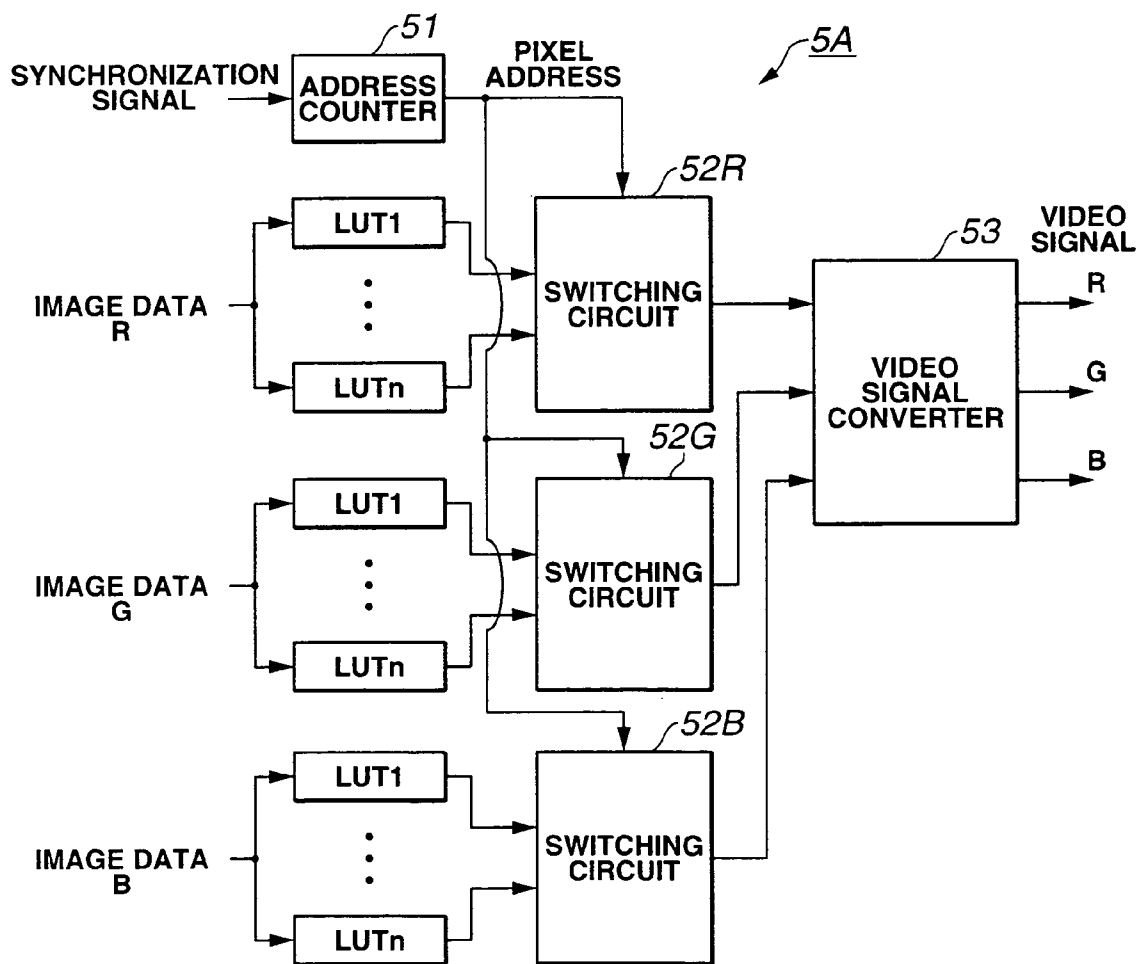 51
5A
SYNCHRONIZATION
SIGNAL
ADDRESS
COUNTER
PIXEL
ADDRESS
52R
LUT1
IMAGE DATA
R
LUTn
SWITCHING
CIRCUIT
53
VIDEO
SIGNAL
R
VIDEO
SIGNAL
CONVERTER
G
B
52G
LUT1
IMAGE DATA
G
LUTn
SWITCHING
CIRCUIT
52B
LUT1
IMAGE DATA
B
LUTn
SWITCHING
CIRCUIT